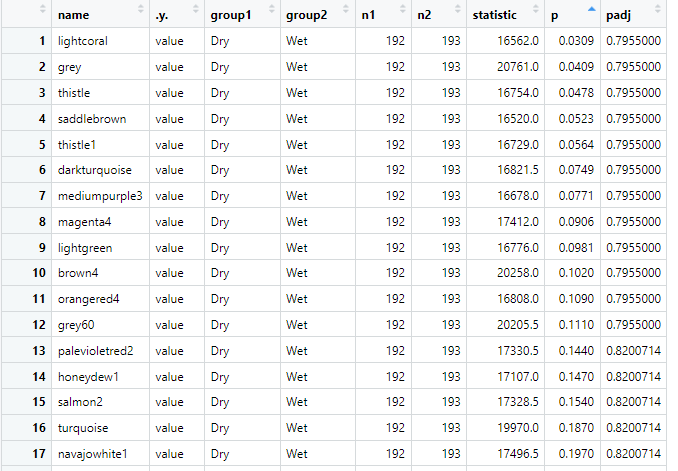 name .y. group1 group2 n1 n2 statistic p padj
1 lightcoral value Dry Wet 192 193 16562.0 0.0309 0.7955000
2 grey value Dry Wet 192 193 20761.0 0.0409 0.7955000
3 thistle value Dry Wet 192 193 16754.0 0.0478 0.7955000
4 saddlebrown value Dry Wet 192 193 16520.0 0.0523 0.7955000
5 thistle1 value Dry Wet 192 193 16729.0 0.0564 0.7955000
6 darkturquoise value Dry Wet 192 193 16821.5 0.0749 0.7955000
7 mediumpurple3 value Dry Wet 192 193 16678.0 0.0771 0.7955000
8 magenta4 value Dry Wet 192 193 17412.0 0.0906 0.7955000
9 lightgreen value Dry Wet 192 193 16776.0 0.0981 0.7955000
10 brown4 value Dry Wet 192 193 20258.0 0.1020 0.7955000
11 orangered4 value Dry Wet 192 193 16808.0 0.1090 0.7955000
12 grey60 value Dry Wet 192 193 20205.5 0.1110 0.7955000
13 palevioletred2 value Dry Wet 192 193 17330.5 0.1440 0.8200714
14 honeydew1 value Dry Wet 192 193 17107.0 0.1470 0.8200714
15 salmon2 value Dry Wet 192 193 17328.5 0.1540 0.8200714
16 turquoise value Dry Wet 192 193 19970.0 0.1870 0.8200714
17 navajowhite1 value Dry Wet 192 193 17496.5 0.1970 0.8200714